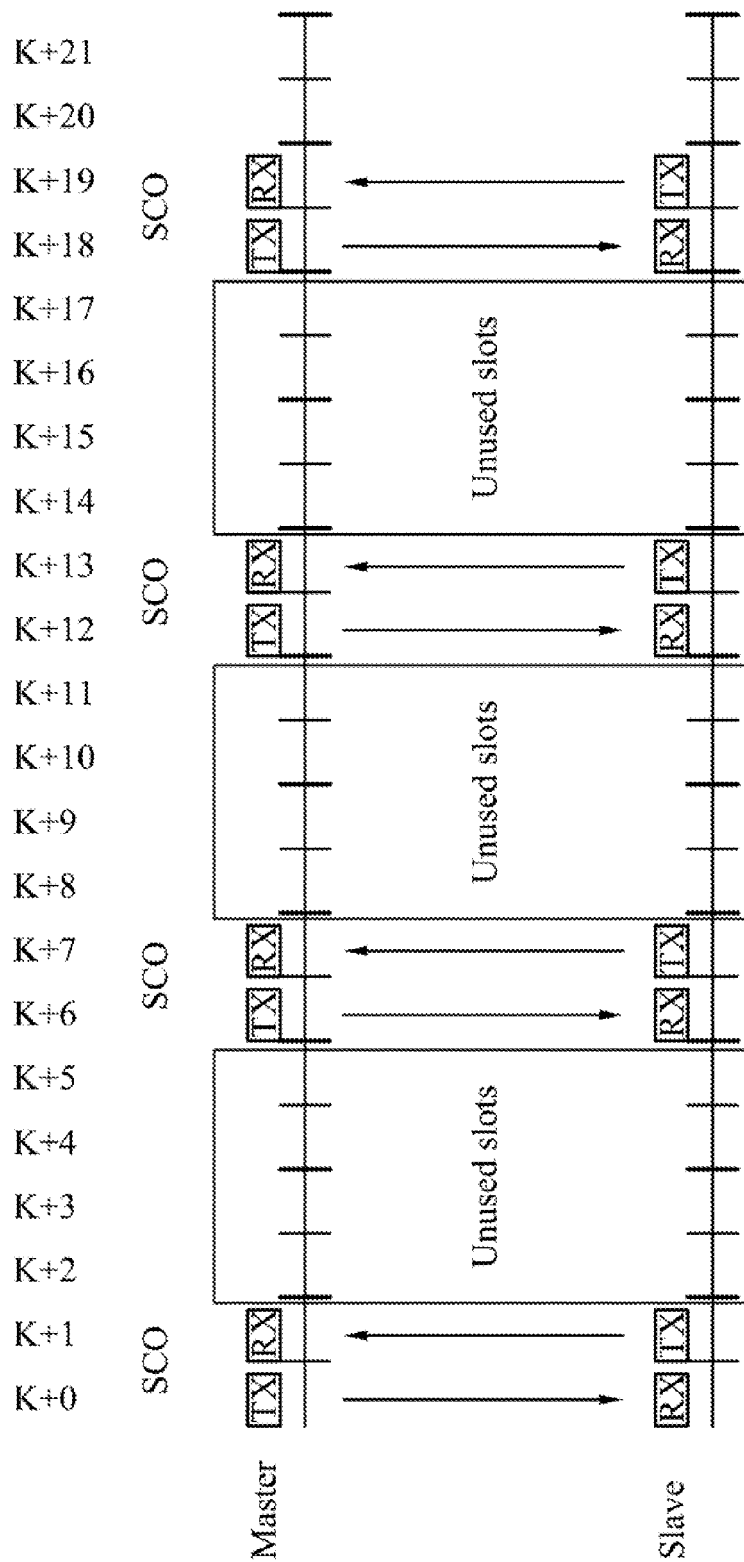 K+21
K+20
K+19
K+18
K+17
K+16
K+15
K+14
K+13
K+12
K+11
K+10
K+9
K+8
K+7
K+6
K+5
K+4
K+3
K+2
K+1
K+0
SCO
SCO
SCO
SCO
Master
TX
RX
TX
RX
TX
RX
TX
RX
Unused slots
Unused slots
Unused slots
Slave
RX
TX
RX
TX
RX
TX
RX
TX